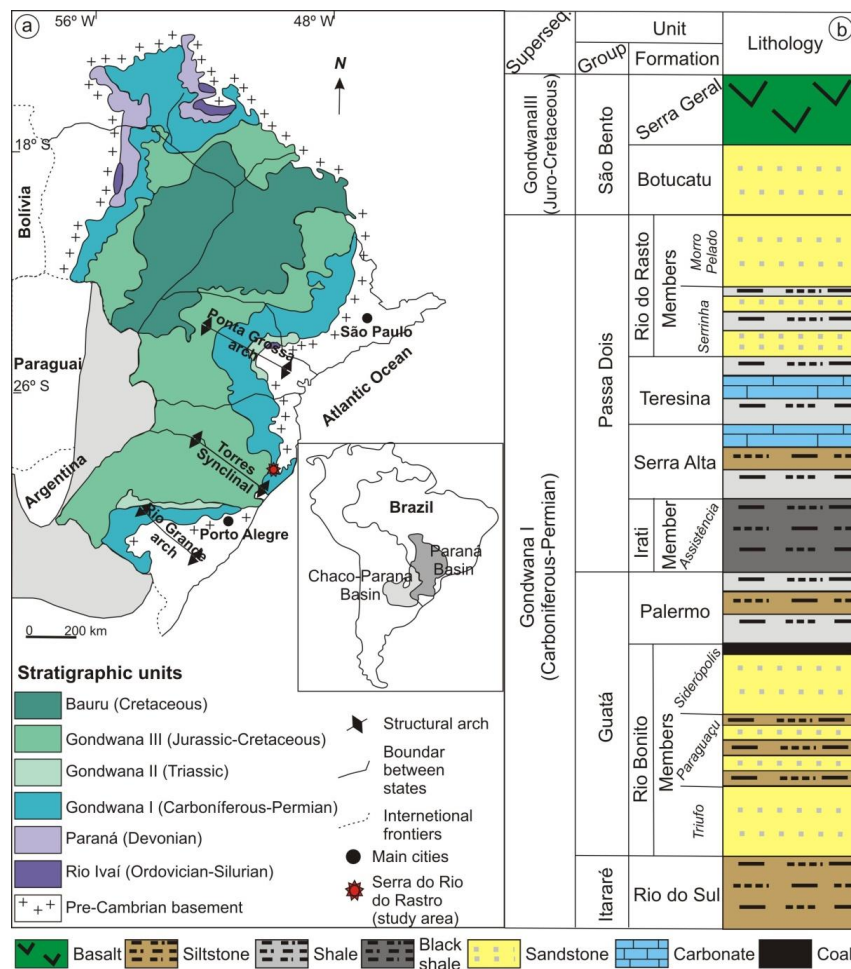 a
56º W
48º W
N
18º S
Bolivia
Ponta Grossa
arch
São Paulo
Paraguai
26º S
Atlantic Ocean
Torres
Synclinal
Argentina
Rio Grande
arch
Porto Alegre
Brazil
Paraná
Basin
Chaco-Paraná
Basin
0 200 km
Stratigraphic units
Bauru (Cretaceous)
Gondwana III (Jurassic-Cretaceous)
Gondwana II (Triassic)
Gondwana I (Carboníferous-Permian)
Paraná (Devonian)
Rio Ivaí (Ordovician-Silurian)
Pre-Cambrian basement
Structural arch
Boundar
between
states
Internetional
frontiers
Main cities
Serra do Rio
do Rastro
(study area)
b
Superseq.
Unit
Group
Formation
Lithology
GondwanaIII
(Juro-Cretaceous)
São Bento
Serra Geral
Botucatu
Gondwana I
(Carboníferous-Permian)
Passa Dois
Rio do Rasto
Members
Morro
Pelado
Serrinha
Teresina
Serra Alta
Irati
Member
Assistência
Guatá
Palermo
Rio Bonito
Members
Siderópolis
Paraguaçu
Triufo
Itararé
Rio do Sul
Basalt
Siltstone
Shale
Black
shale
Sandstone
Carbonate
Coal